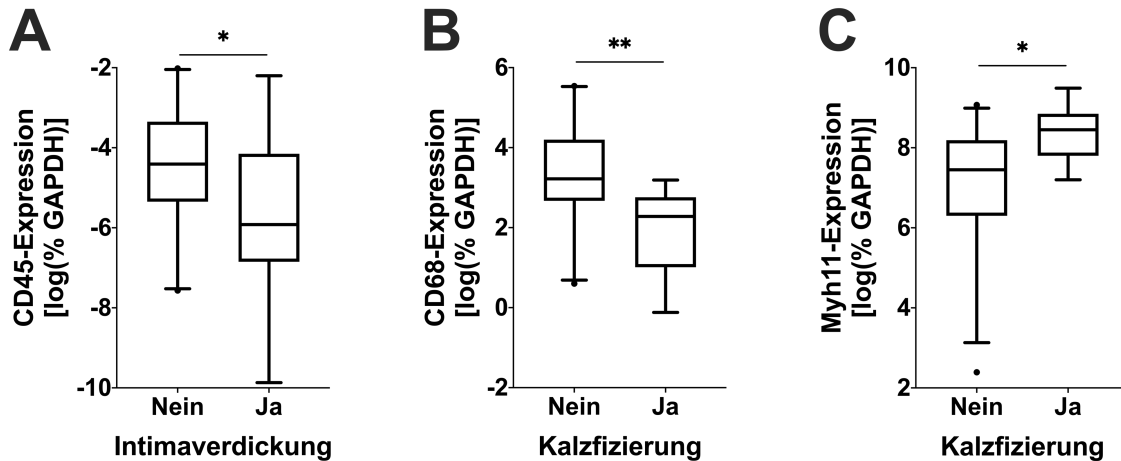 A
*
CD45-Expression
[log(% GAPDH)]
-2
-4
-6
-8
-10
Nein Ja
Intimaverdickung
B
**
CD68-Expression
[log(% GAPDH)]
6
4
2
0
-2
Nein Ja
Kalzfizierung
C
*
Myh11-Expression
[log(% GAPDH)]
10
8
6
4
2
Nein Ja
Kalzfizierung